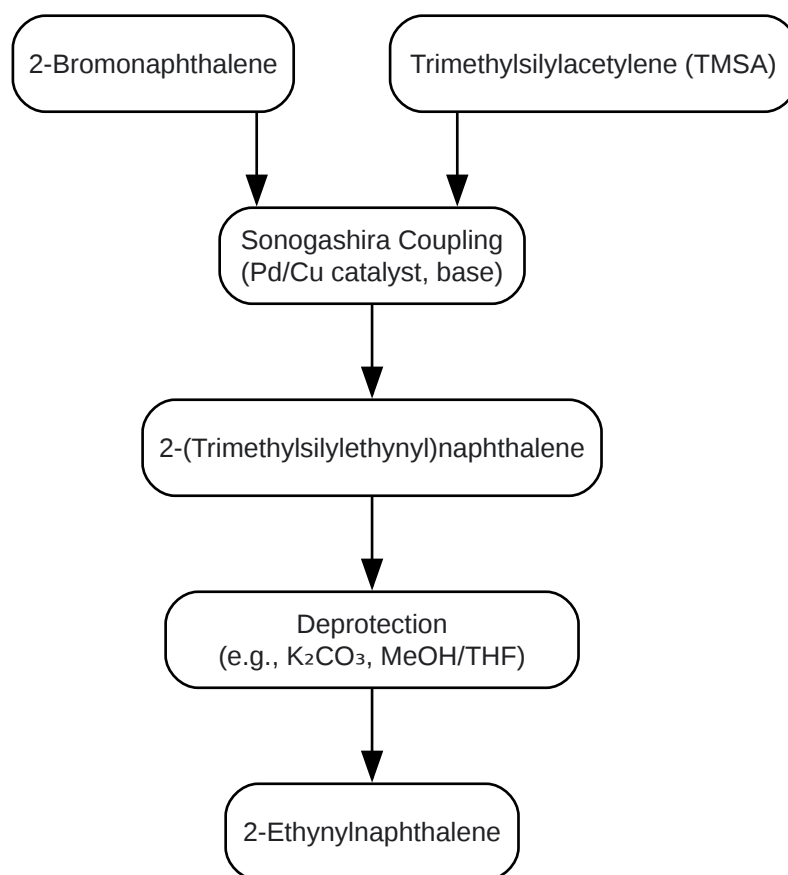 2-Bromonaphthalene
Trimethylsilylacetylene (TMSA)
Sonogashira Coupling
(Pd/Cu catalyst, base)
2-(Trimethylsilylethynyl)naphthalene
Deprotection
(e.g., K₂CO₃, MeOH/THF)
2-Ethynylnaphthalene